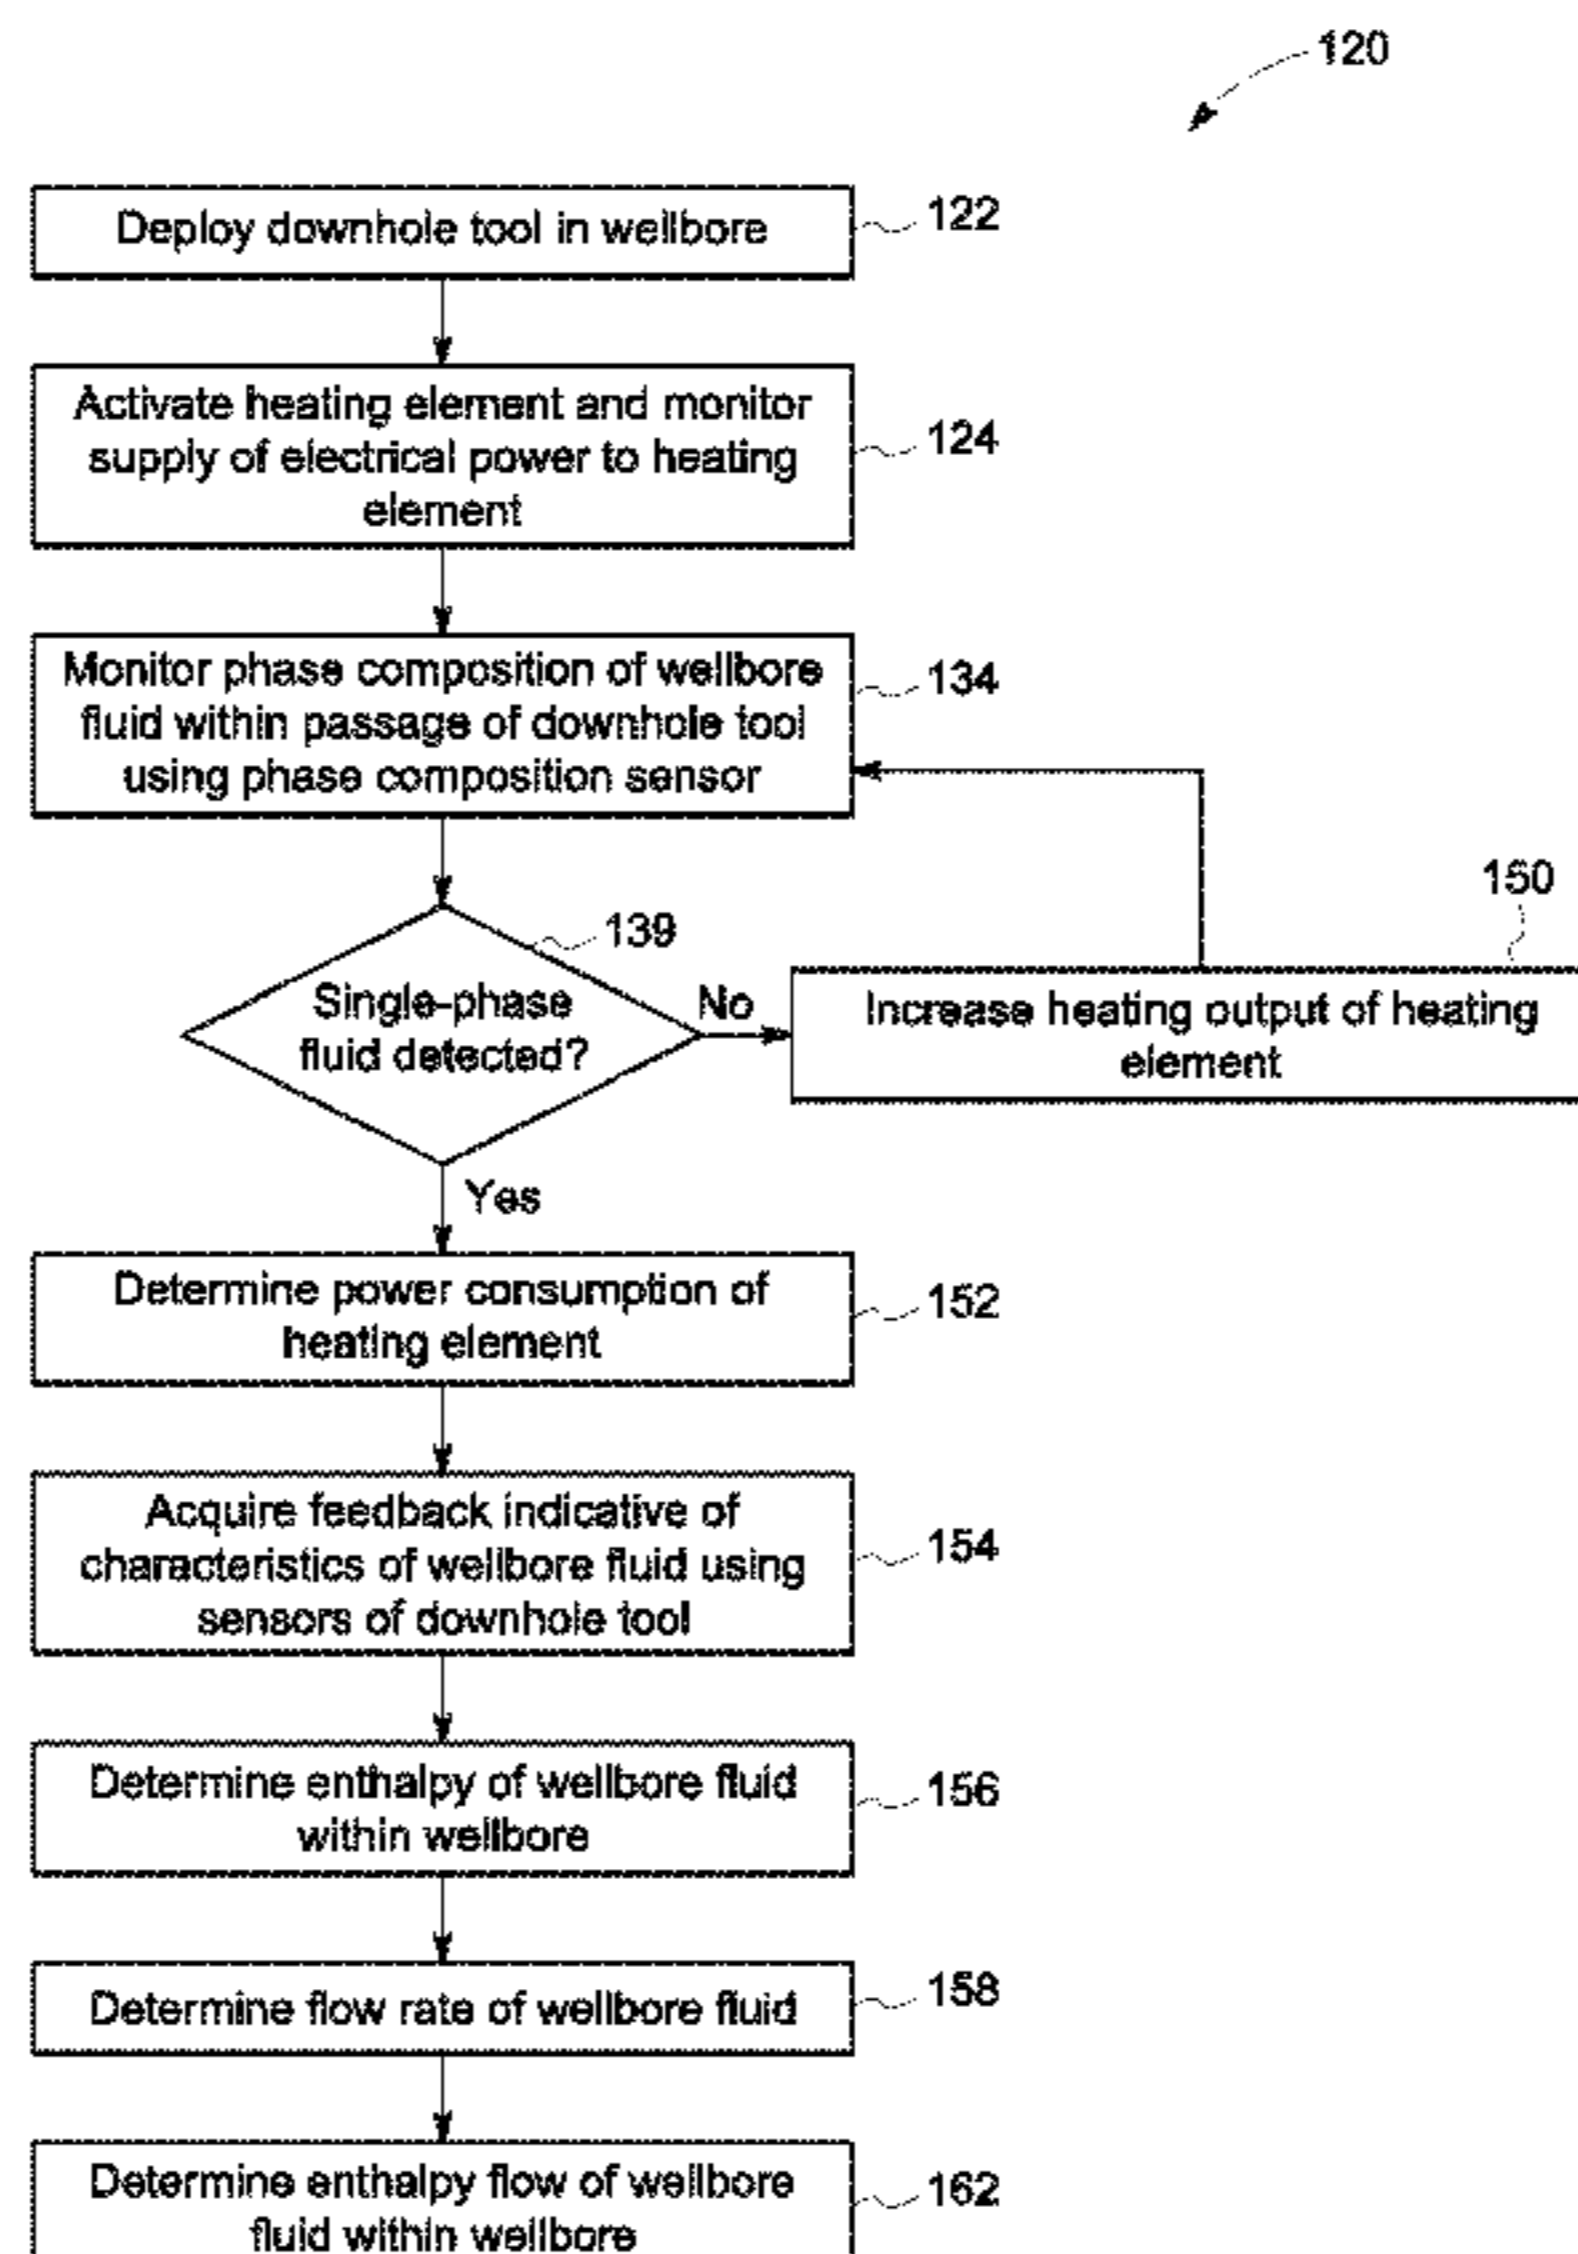 120
Deploy downhole tool in wellbore
122
Activate heating element and monitor
supply of electrical power to heating
element
124
Monitor phase composition of wellbore
fluid within passage of downhole tool
using phase composition sensor
134
139
Single-phase
fluid detected?
No
150
Increase heating output of heating
element
Yes
Determine power consumption of
heating element
152
Acquire feedback indicative of
characteristics of wellbore fluid using
sensors of downhole tool
154
Determine enthalpy of wellbore fluid
within wellbore
156
Determine flow rate of wellbore fluid
158
Determine enthalpy flow of wellbore
fluid within wellbore
162